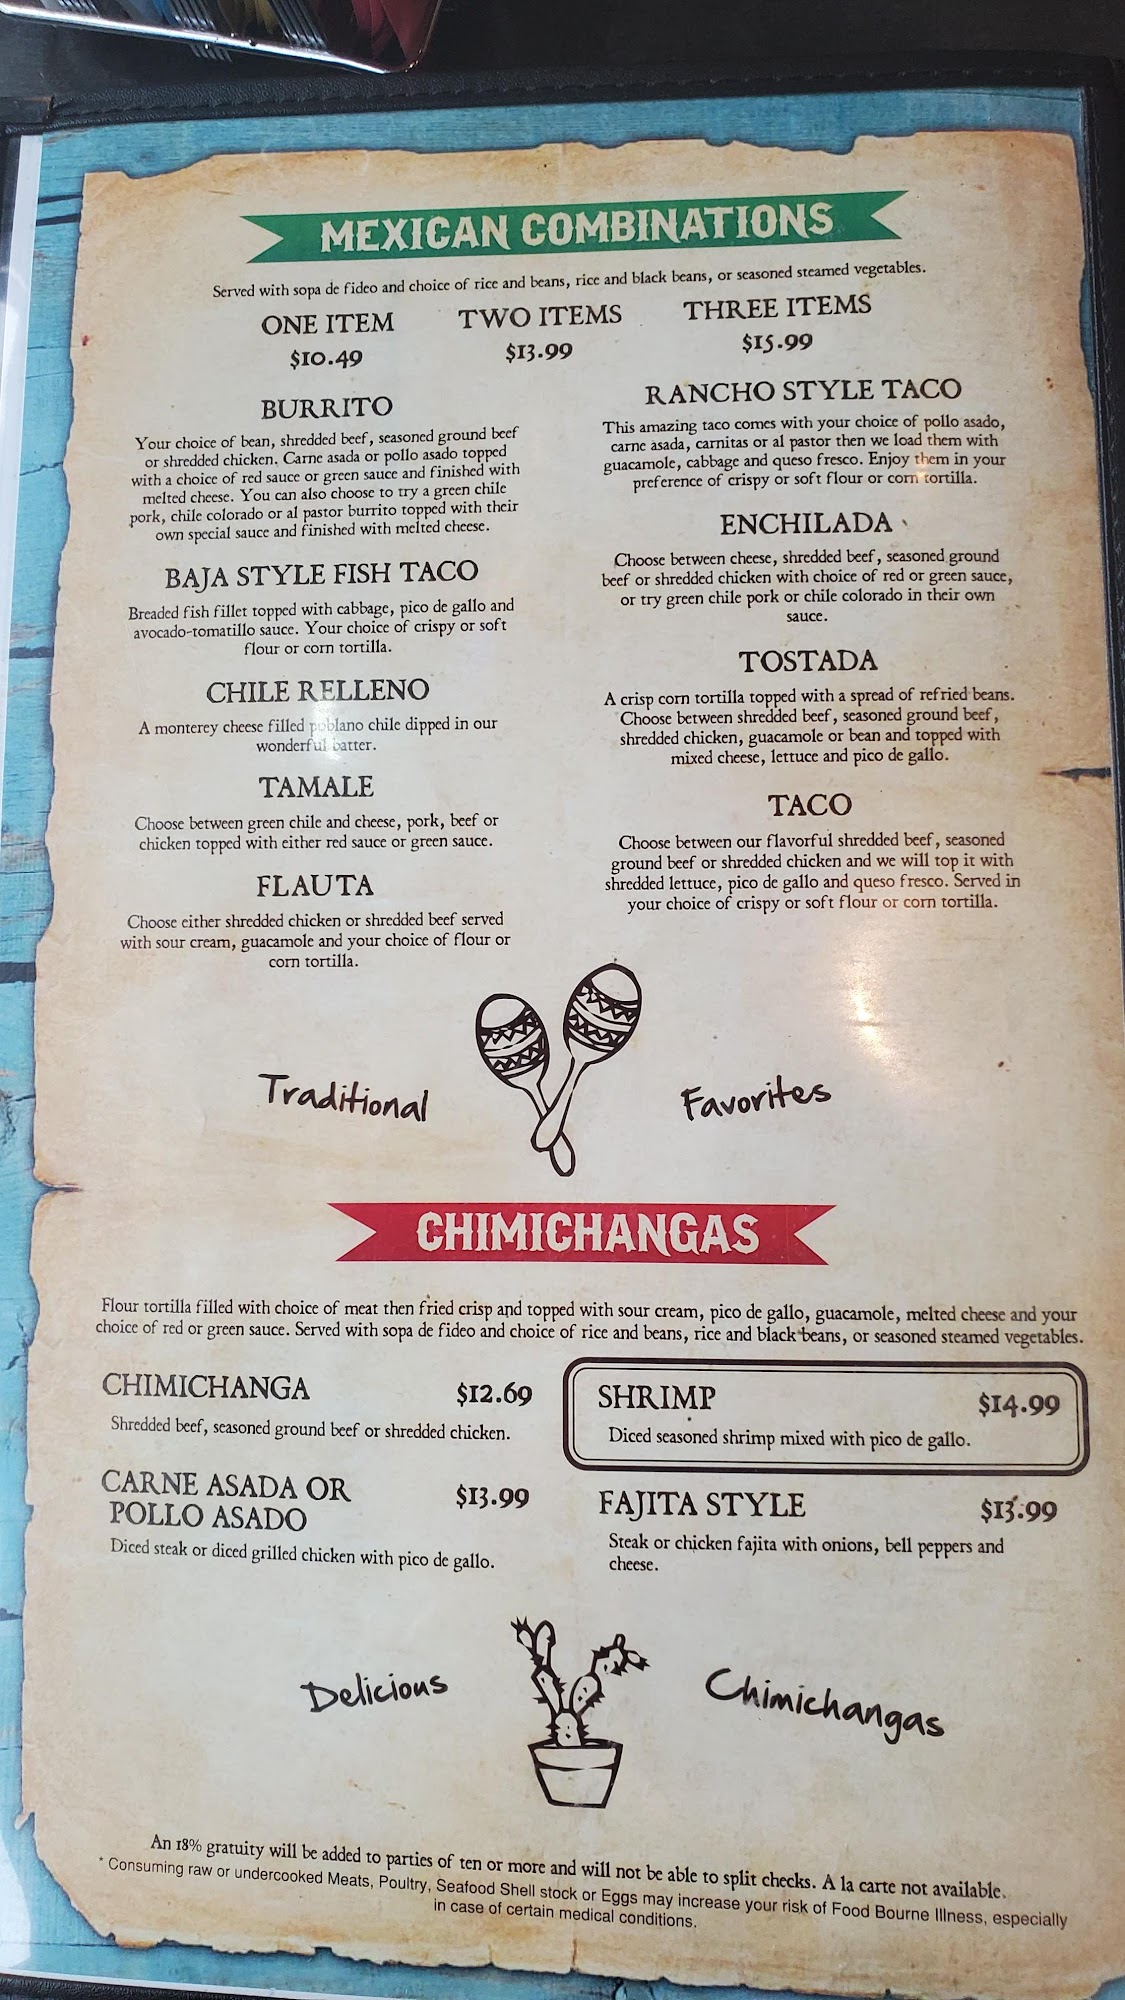 MEXICAN COMBINATIONS
Served with sopa de fideo and choice of rice and beans, rice and black beans, or seasoned steamed vegetables.
ONE ITEM TWO ITEMS THREE ITEMS
$10.49 $13.99 $15.99
BURRITO
Your choice of bean, shredded beef, seasoned ground beef
or shredded chicken. Carne asada or pollo asado topped
with a choice of red sauce or green sauce and finished with
melted cheese. You can also choose to try a green chile
pork, chile colorado or al pastor burrito topped with their
own special sauce and finished with melted cheese.
BAJA STYLE FISH TACO
Breaded fish fillet topped with cabbage, pico de gallo and
avocado-tomatillo sauce. Your choice of crispy or soft
flour or corn tortilla.
CHILE RELLENO
A monterey cheese filled poblano chile dipped in our
wonderful batter.
TAMALE
Choose between green chile and cheese, pork, beef or
chicken topped with either red sauce or green sauce.
FLAUTA
Choose either shredded chicken or shredded beef served
with sour cream, guacamole and your choice of flour or
corn tortilla.
RANCHO STYLE TACO
This amazing taco comes with your choice of pollo asado,
carne asada, carnitas or al pastor then we load them with
guacamole, cabbage and queso fresco. Enjoy them in your
preference of crispy or soft flour or corn tortilla.
ENCHILADA
Choose between cheese, shredded beef, seasoned ground
beef or shredded chicken with choice of red or green sauce,
or try green chile pork or chile colorado in their own
sauce.
TOSTADA
A crisp corn tortilla topped with a spread of refried beans.
Choose between shredded beef, seasoned ground beef,
shredded chicken, guacamole or bean and topped with
mixed cheese, lettuce and pico de gallo.
TACO
Choose between our flavorful shredded beef, seasoned
ground beef or shredded chicken and we will top it with
shredded lettuce, pico de gallo and queso fresco. Served in
your choice of crispy or soft flour or corn tortilla.
Traditional Favorites
CHIMICHANGAS
Flour tortilla filled with choice of meat then fried crisp and topped with sour cream, pico de gallo, guacamole, melted cheese and your
choice of red or green sauce. Served with sopa de fideo and choice of rice and beans, rice and black beans, or seasoned steamed vegetables.
CHIMICHANGA $12.69
Shredded beef, seasoned ground beef or shredded chicken.
CARNE ASADA OR $13.99
POLLO ASADO
Diced steak or diced grilled chicken with pico de gallo.
SHRIMP $14.99
Diced seasoned shrimp mixed with pico de gallo.
FAJITA STYLE $13.99
Steak or chicken fajita with onions, bell peppers and
cheese.
Delicious Chimichangas
An 18% gratuity will be added to parties of ten or more and will not be able to split checks. A la carte not available.
* Consuming raw or undercooked Meats, Poultry, Seafood Shell stock or Eggs may increase your risk of Food Bourne Illness, especially
in case of certain medical conditions.